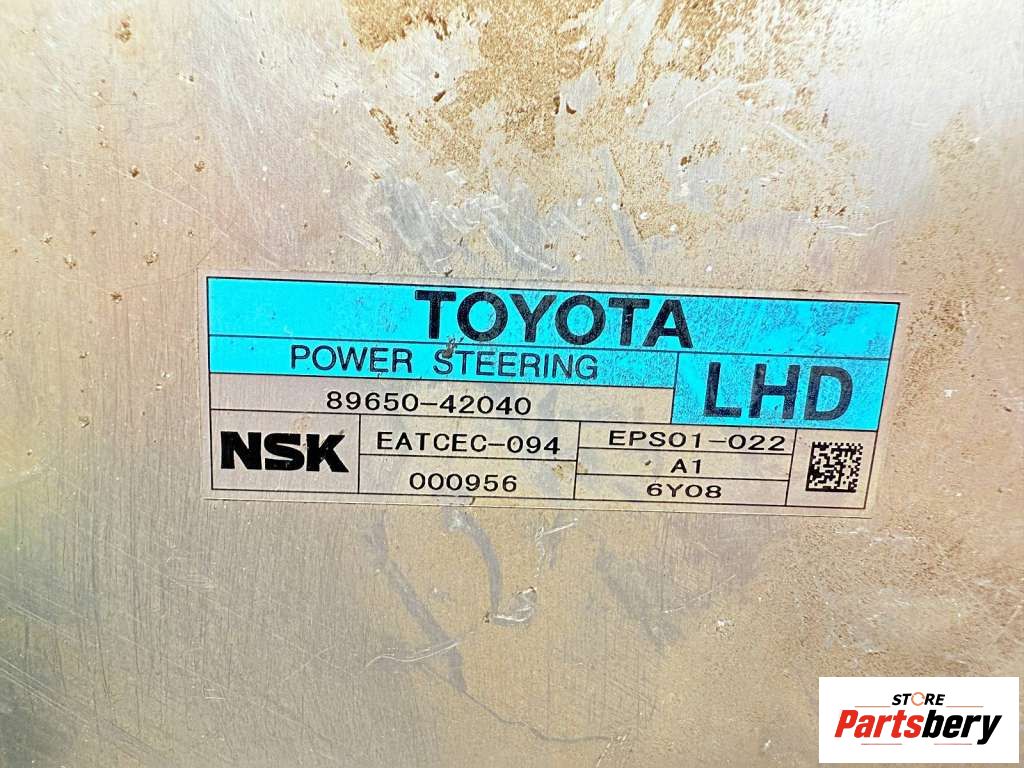 TOYOTA
POWER STEERING
LHD
89650-42040
NSK
EATCEC-094
EPS01-022
A1
000956
6Y08
STORE
Partsbery